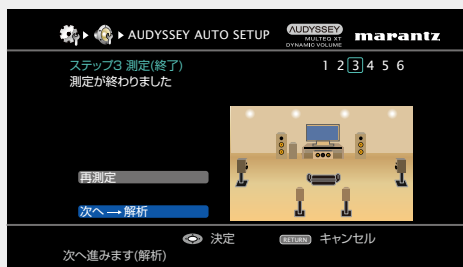 AUDYSSEY AUTO SETUP
AUDYSSEY
MULTEQ XT
DYNAMIC VOLUME
marantz
ステップ3 測定(終了)
1 2 3 4 5 6
測定が終わりました
再測定
次へ → 解析
決定
RETURN キャンセル
次へ進みます(解析)